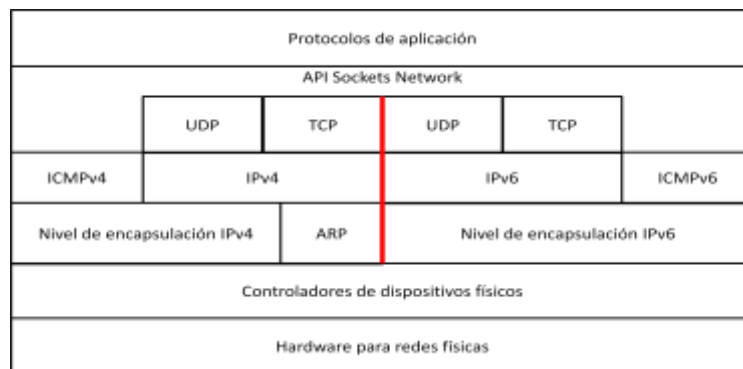 Protocolos de aplicación
API Sockets Network
UDP TCP UDP TCP
ICMPv4 IPv4 IPv6 ICMPv6
Nivel de encapsulación IPv4 ARP Nivel de encapsulación IPv6
Controladores de dispositivos físicos
Hardware para redes físicas